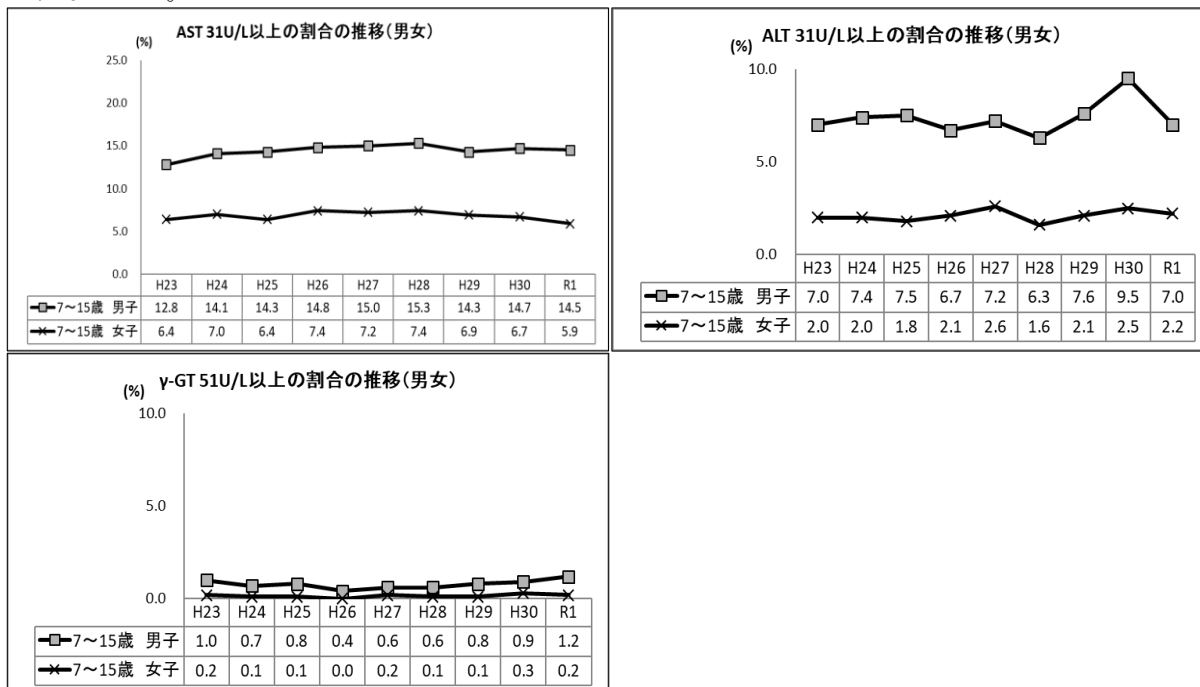 AST 31U/L以上の割合の推移(男女)
(%)
25.0
20.0
15.0
10.0
5.0
0.0
H23 H24 H25 H26 H27 H28 H29 H30 R1
7～15歳 男子 12.8 14.1 14.3 14.8 15.0 15.3 14.3 14.7 14.5
7～15歳 女子 6.4 7.0 6.4 7.4 7.2 7.4 6.9 6.7 5.9
ALT 31U/L以上の割合の推移(男女)
(%)
10.0
5.0
0.0
H23 H24 H25 H26 H27 H28 H29 H30 R1
7～15歳 男子 7.0 7.4 7.5 6.7 7.2 6.3 7.6 9.5 7.0
7～15歳 女子 2.0 2.0 1.8 2.1 2.6 1.6 2.1 2.5 2.2
γ-GT 51U/L以上の割合の推移(男女)
(%)
10.0
5.0
0.0
H23 H24 H25 H26 H27 H28 H29 H30 R1
7～15歳 男子 1.0 0.7 0.8 0.4 0.6 0.6 0.8 0.9 1.2
7～15歳 女子 0.2 0.1 0.1 0.0 0.2 0.1 0.1 0.3 0.2